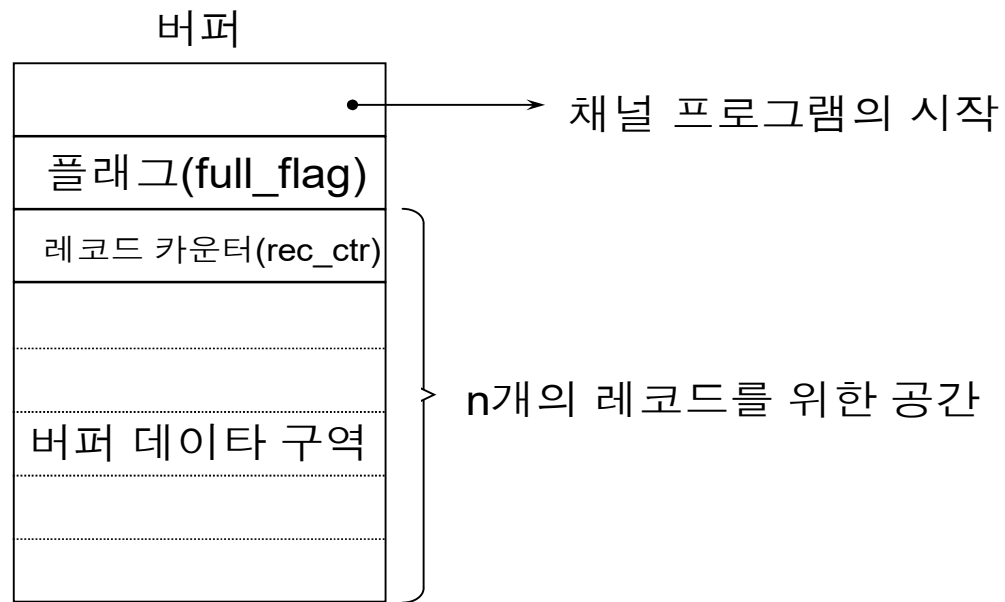 버퍼
채널 프로그램의 시작
플래그(full_flag)
레코드 카운터(rec_ctr)
n개의 레코드를 위한 공간
버퍼 데이타 구역